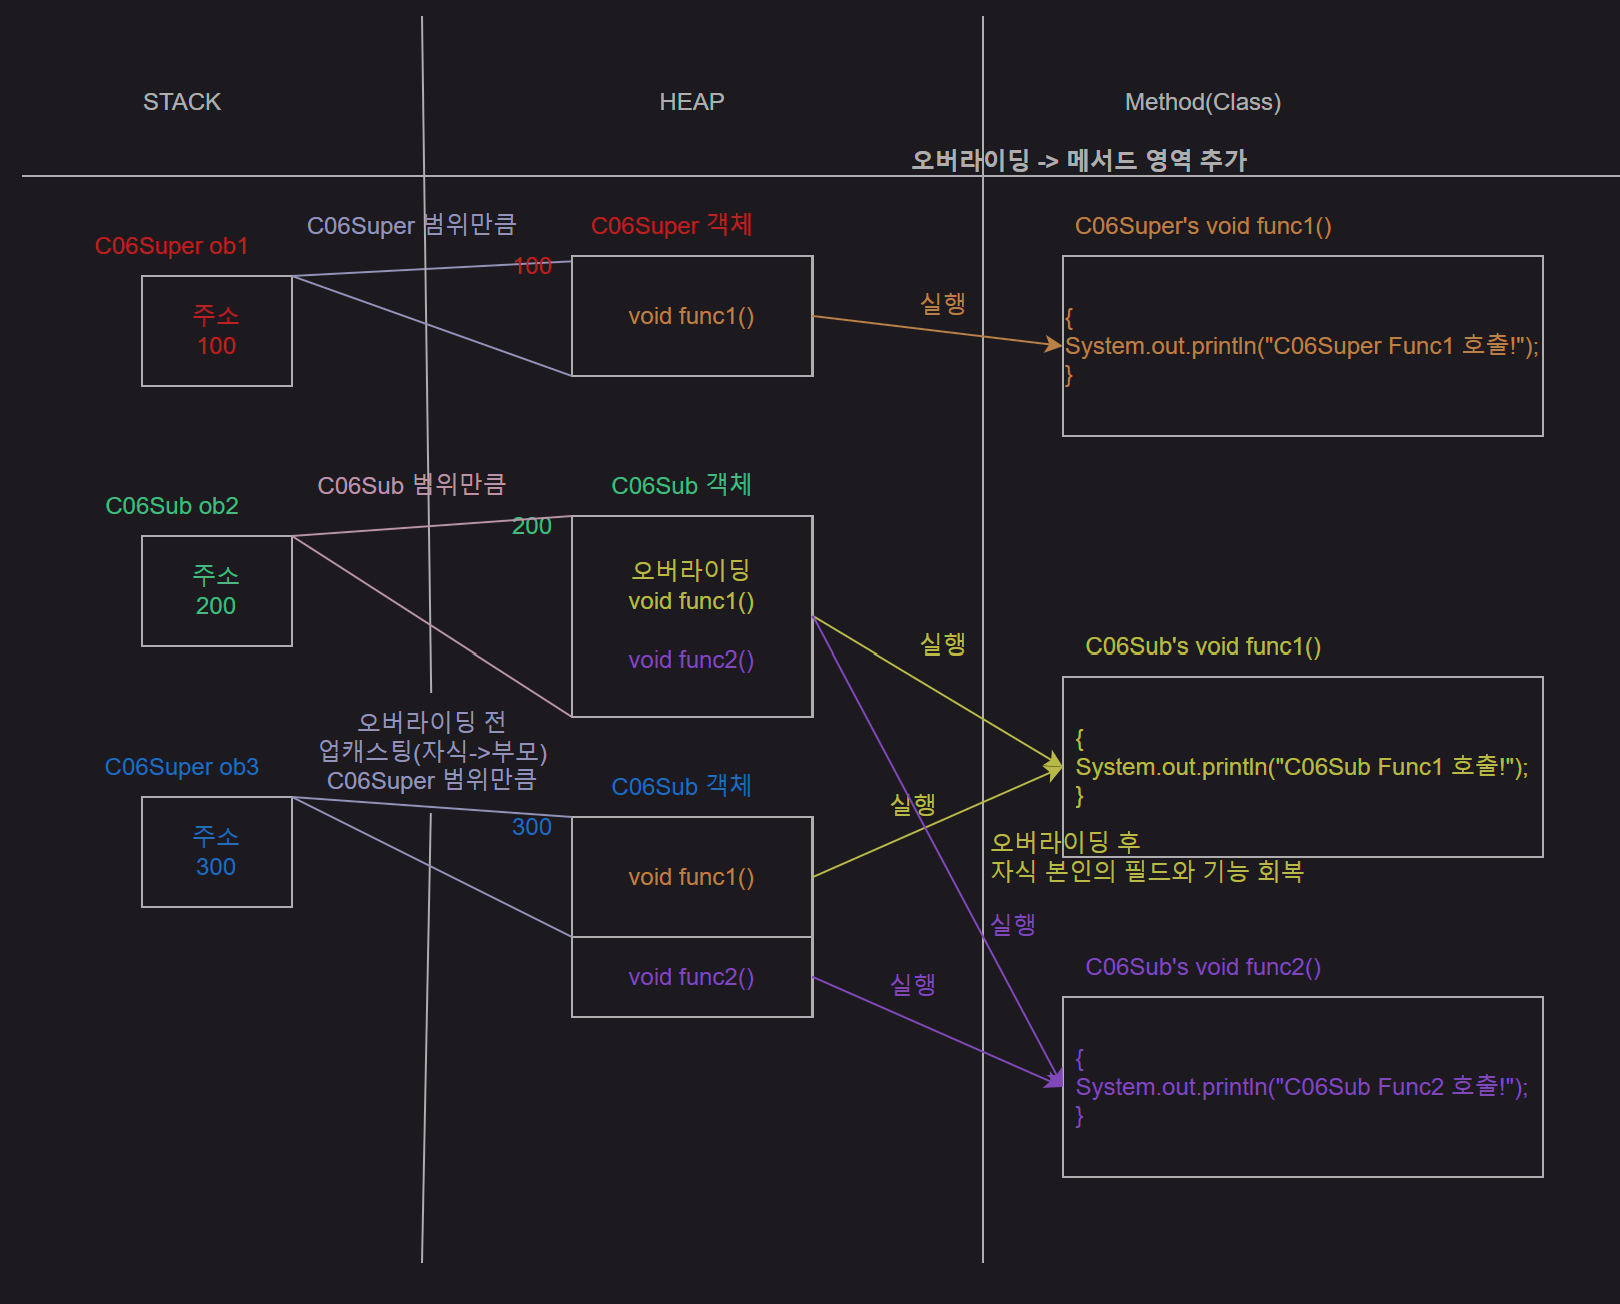 STACK
HEAP
Method(Class)
오버라이딩 -> 메서드 영역 추가
C06Super ob1
C06Super 범위만큼
C06Super 객체
C06Super's void func1()
주소
100
100
void func1()
실행
{
System.out.println("C06Super Func1 호출!");
}
C06Sub ob2
C06Sub 범위만큼
C06Sub 객체
주소
200
200
오버라이딩
void func1()
void func2()
실행
C06Sub's void func1()
{
System.out.println("C06Sub Func1 호출!");
}
오버라이딩 전
업캐스팅(자식->부모)
C06Super 범위만큼
C06Super ob3
C06Sub 객체
주소
300
300
void func1()
실행
오버라이딩 후
자식 본인의 필드와 기능 회복
실행
void func2()
실행
C06Sub's void func2()
{
System.out.println("C06Sub Func2 호출!");
}